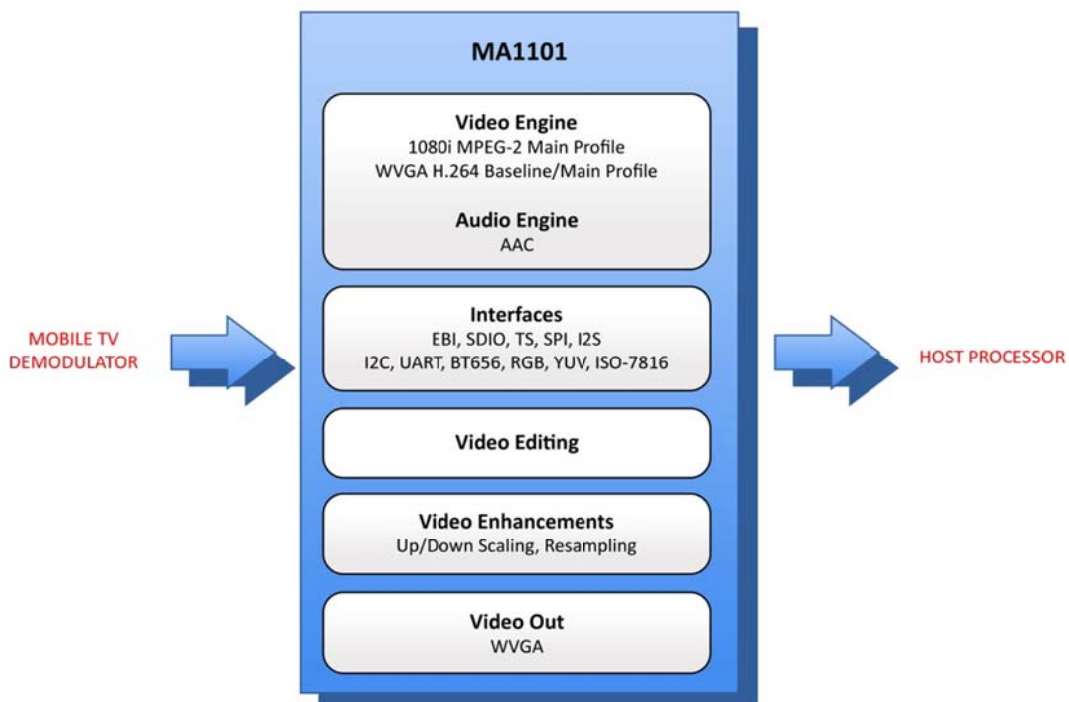 MA1101
Video Engine
1080i MPEG-2 Main Profile
WVGA H.264 Baseline/Main Profile
Audio Engine
AAC
Interfaces
EBI, SDIO, TS, SPI, I2S
I2C, UART, BT656, RGB, YUV, ISO-7816
MOBILE TV
DEMODULATOR
HOST PROCESSOR
Video Editing
Video Enhancements
Up/Down Scaling, Resampling
Video Out
WVGA